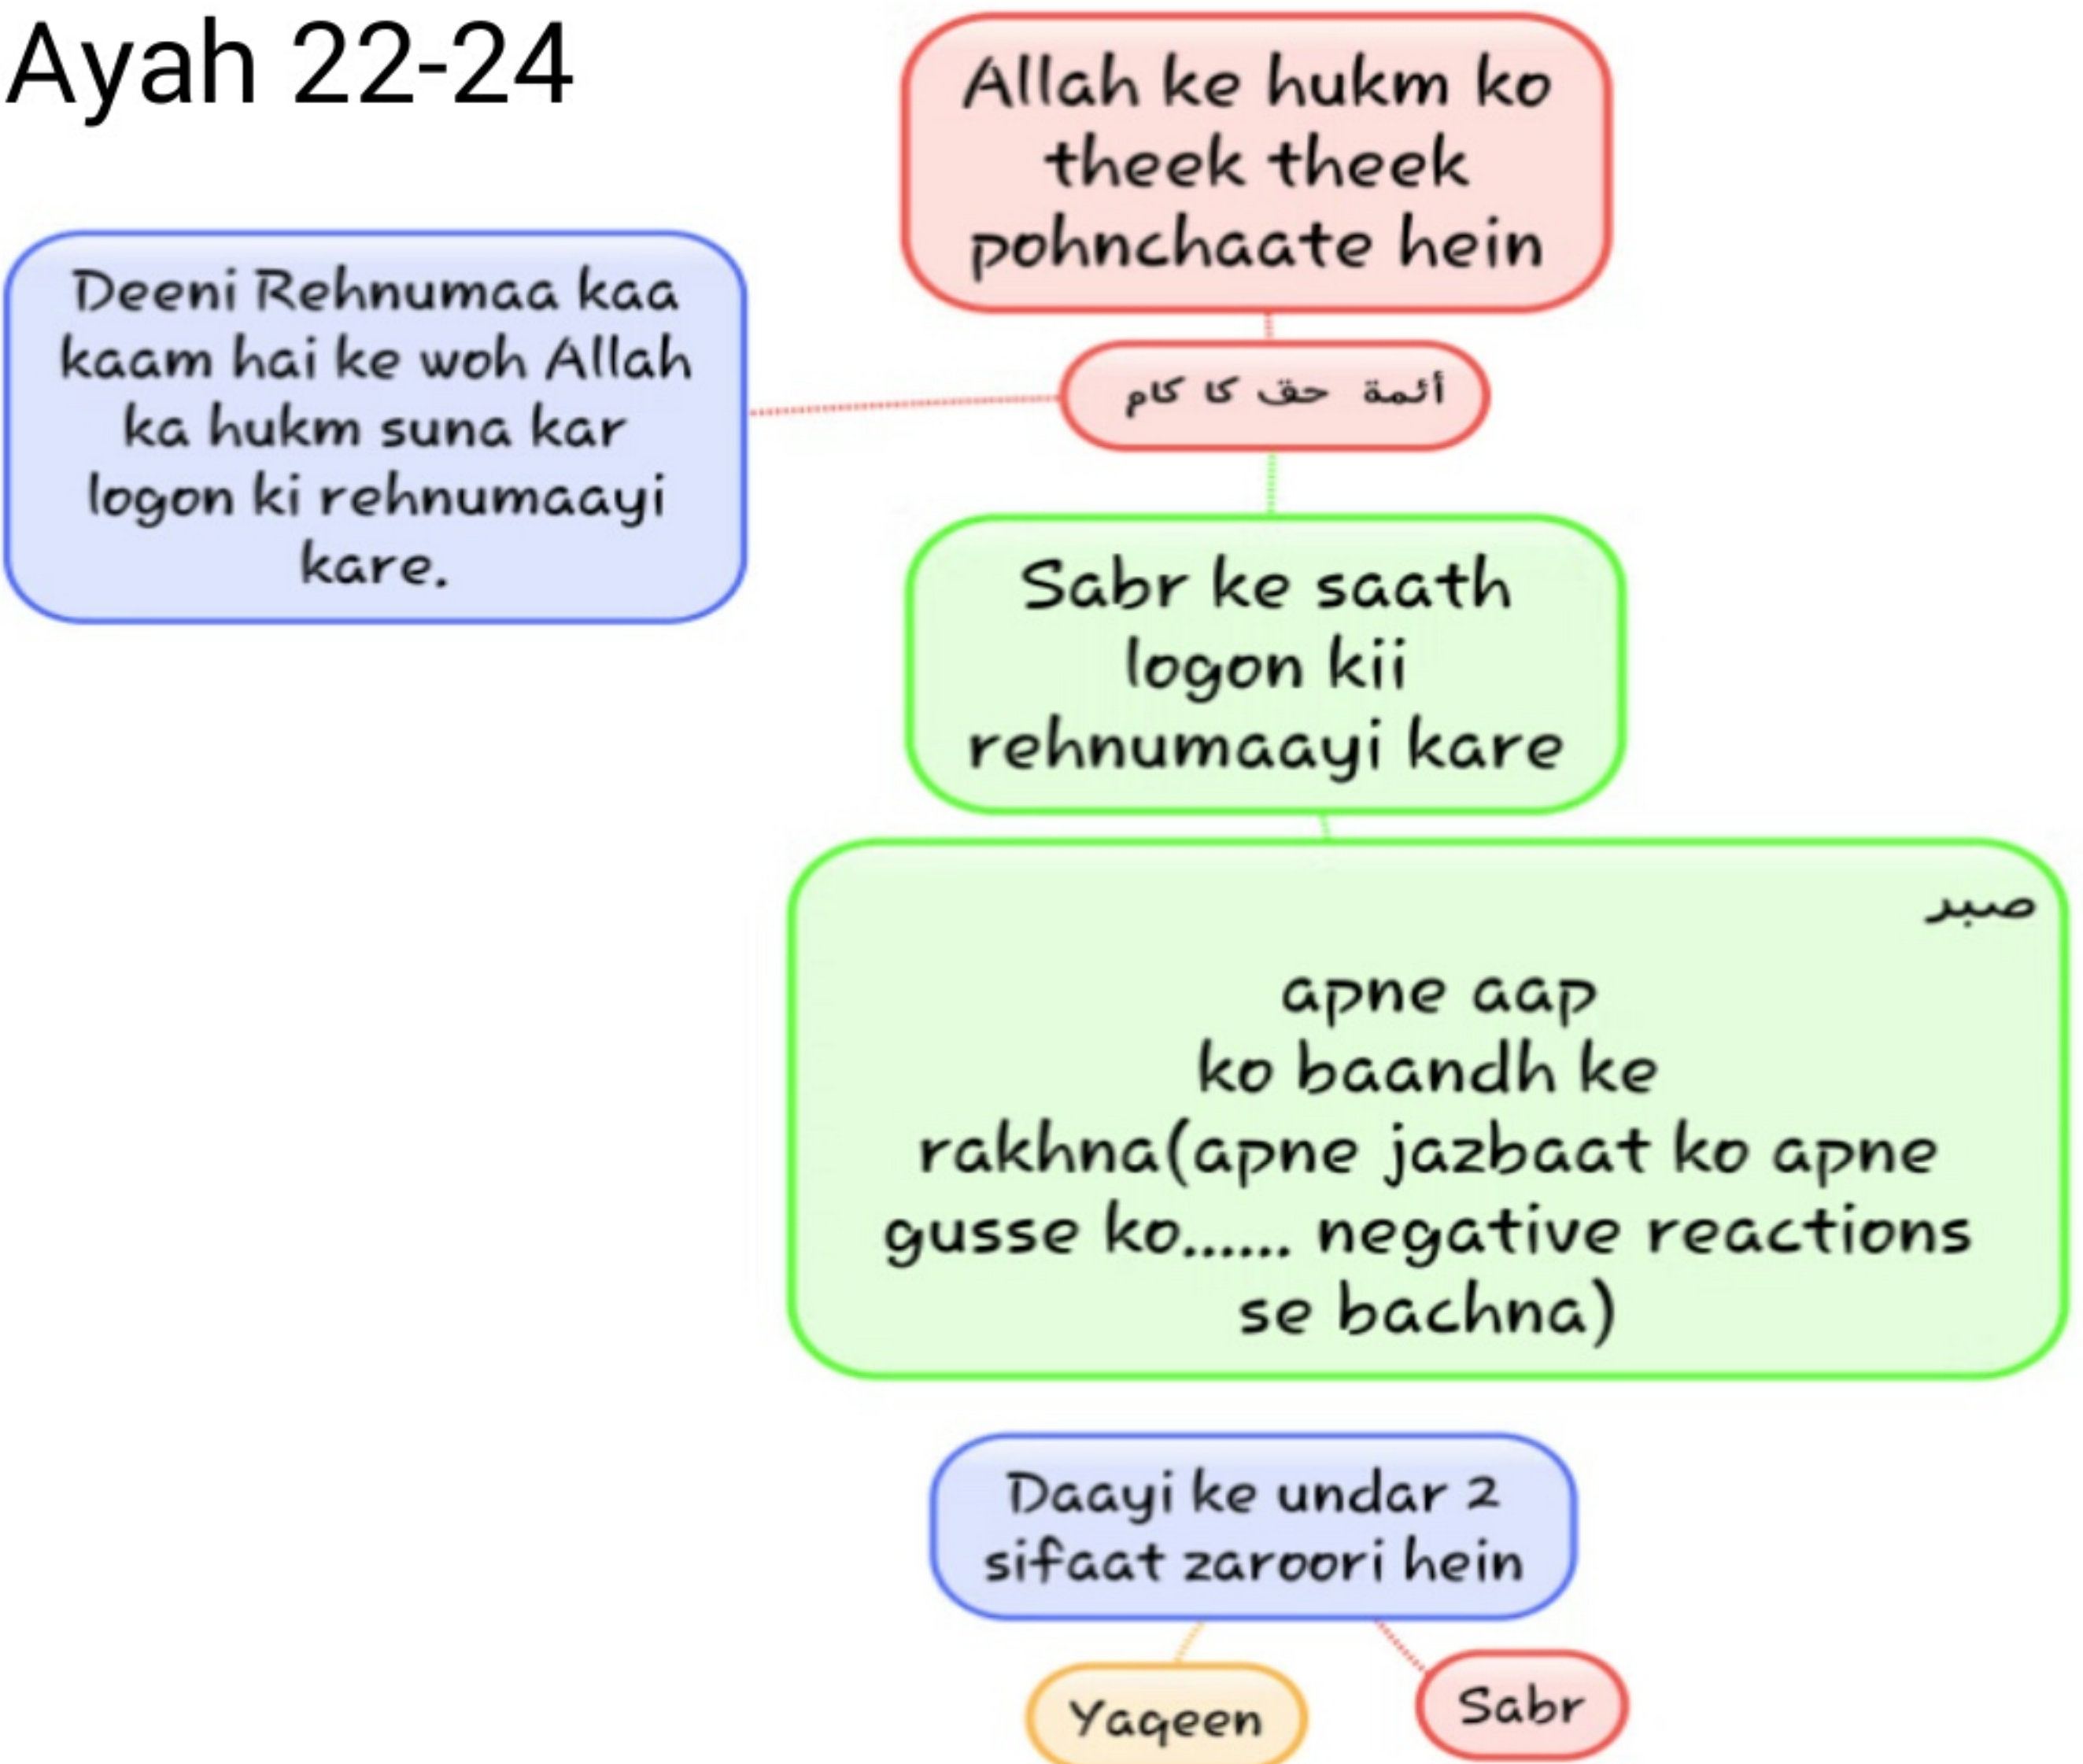 Ayah 22-24
Allah ke hukm ko
theek theek
pohnchaate hein
Deeni Rehnumaa kaa
kaam hai ke woh Allah
ka hukm suna kar
logon ki rehnumaayi
kare.
أئمة حق كا كام
Sabr ke saath
logon kii
rehnumaayi kare
صبر
apne aap
ko baandh ke
rakhna(apne jazbaat ko apne
gusse ko...... negative reactions
se bachna)
Daayi ke undar 2
sifaat zaroori hein
Yaqeen
Sabr